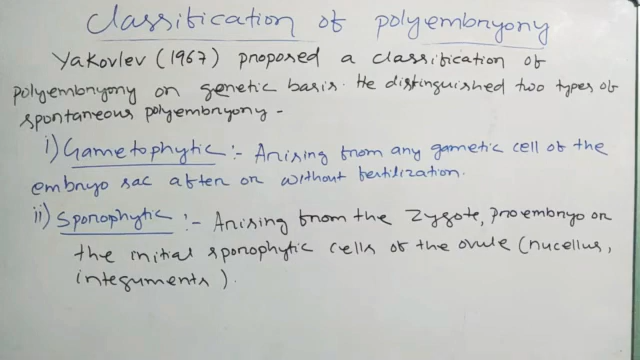 Classification of polyembryony
Yakovlev (1967) proposed a classification of
polyembryony on genetic basis. He distinguished two types of
spontaneous polyembryony -
i) Gametophytic :- Arising from any gametic cell of the
embryo sac after or without fertilization.
ii) Sporophytic :- Arising from the zygote, proembryo or
the initial sporophytic cells of the ovule (nucellus,
integuments).